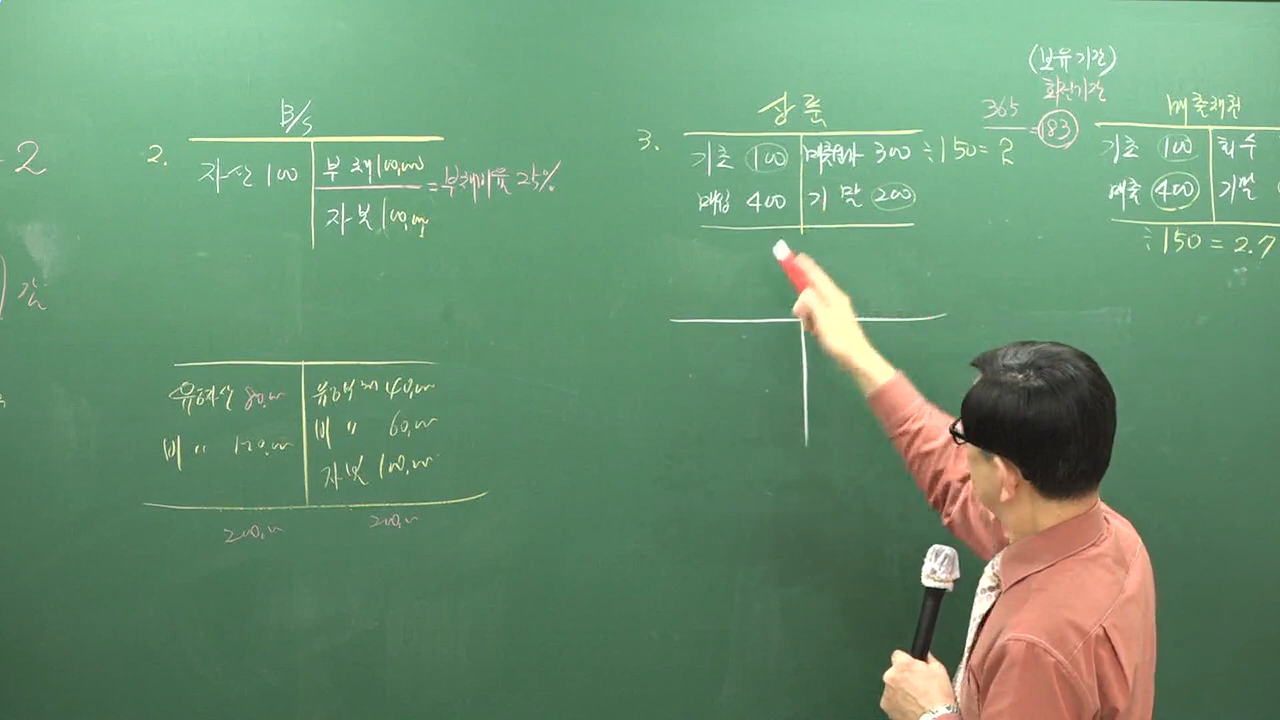 2
2.
B/S
자산 100
부채 100,000
자본 100,000
= 부채비율 25%
유형자산 80,000
비 〃 120,000
유동부채 40,000
비 〃 60,000
자본 100,000
200,000
200,000
3.
상품
기초 100
매출원가 300
÷150 = 2
매입 400
기말 200
(보유기간)
회전기간
365
= 183
매출채권
기초 100
회수
매출 400
기말
÷150 = 2.7